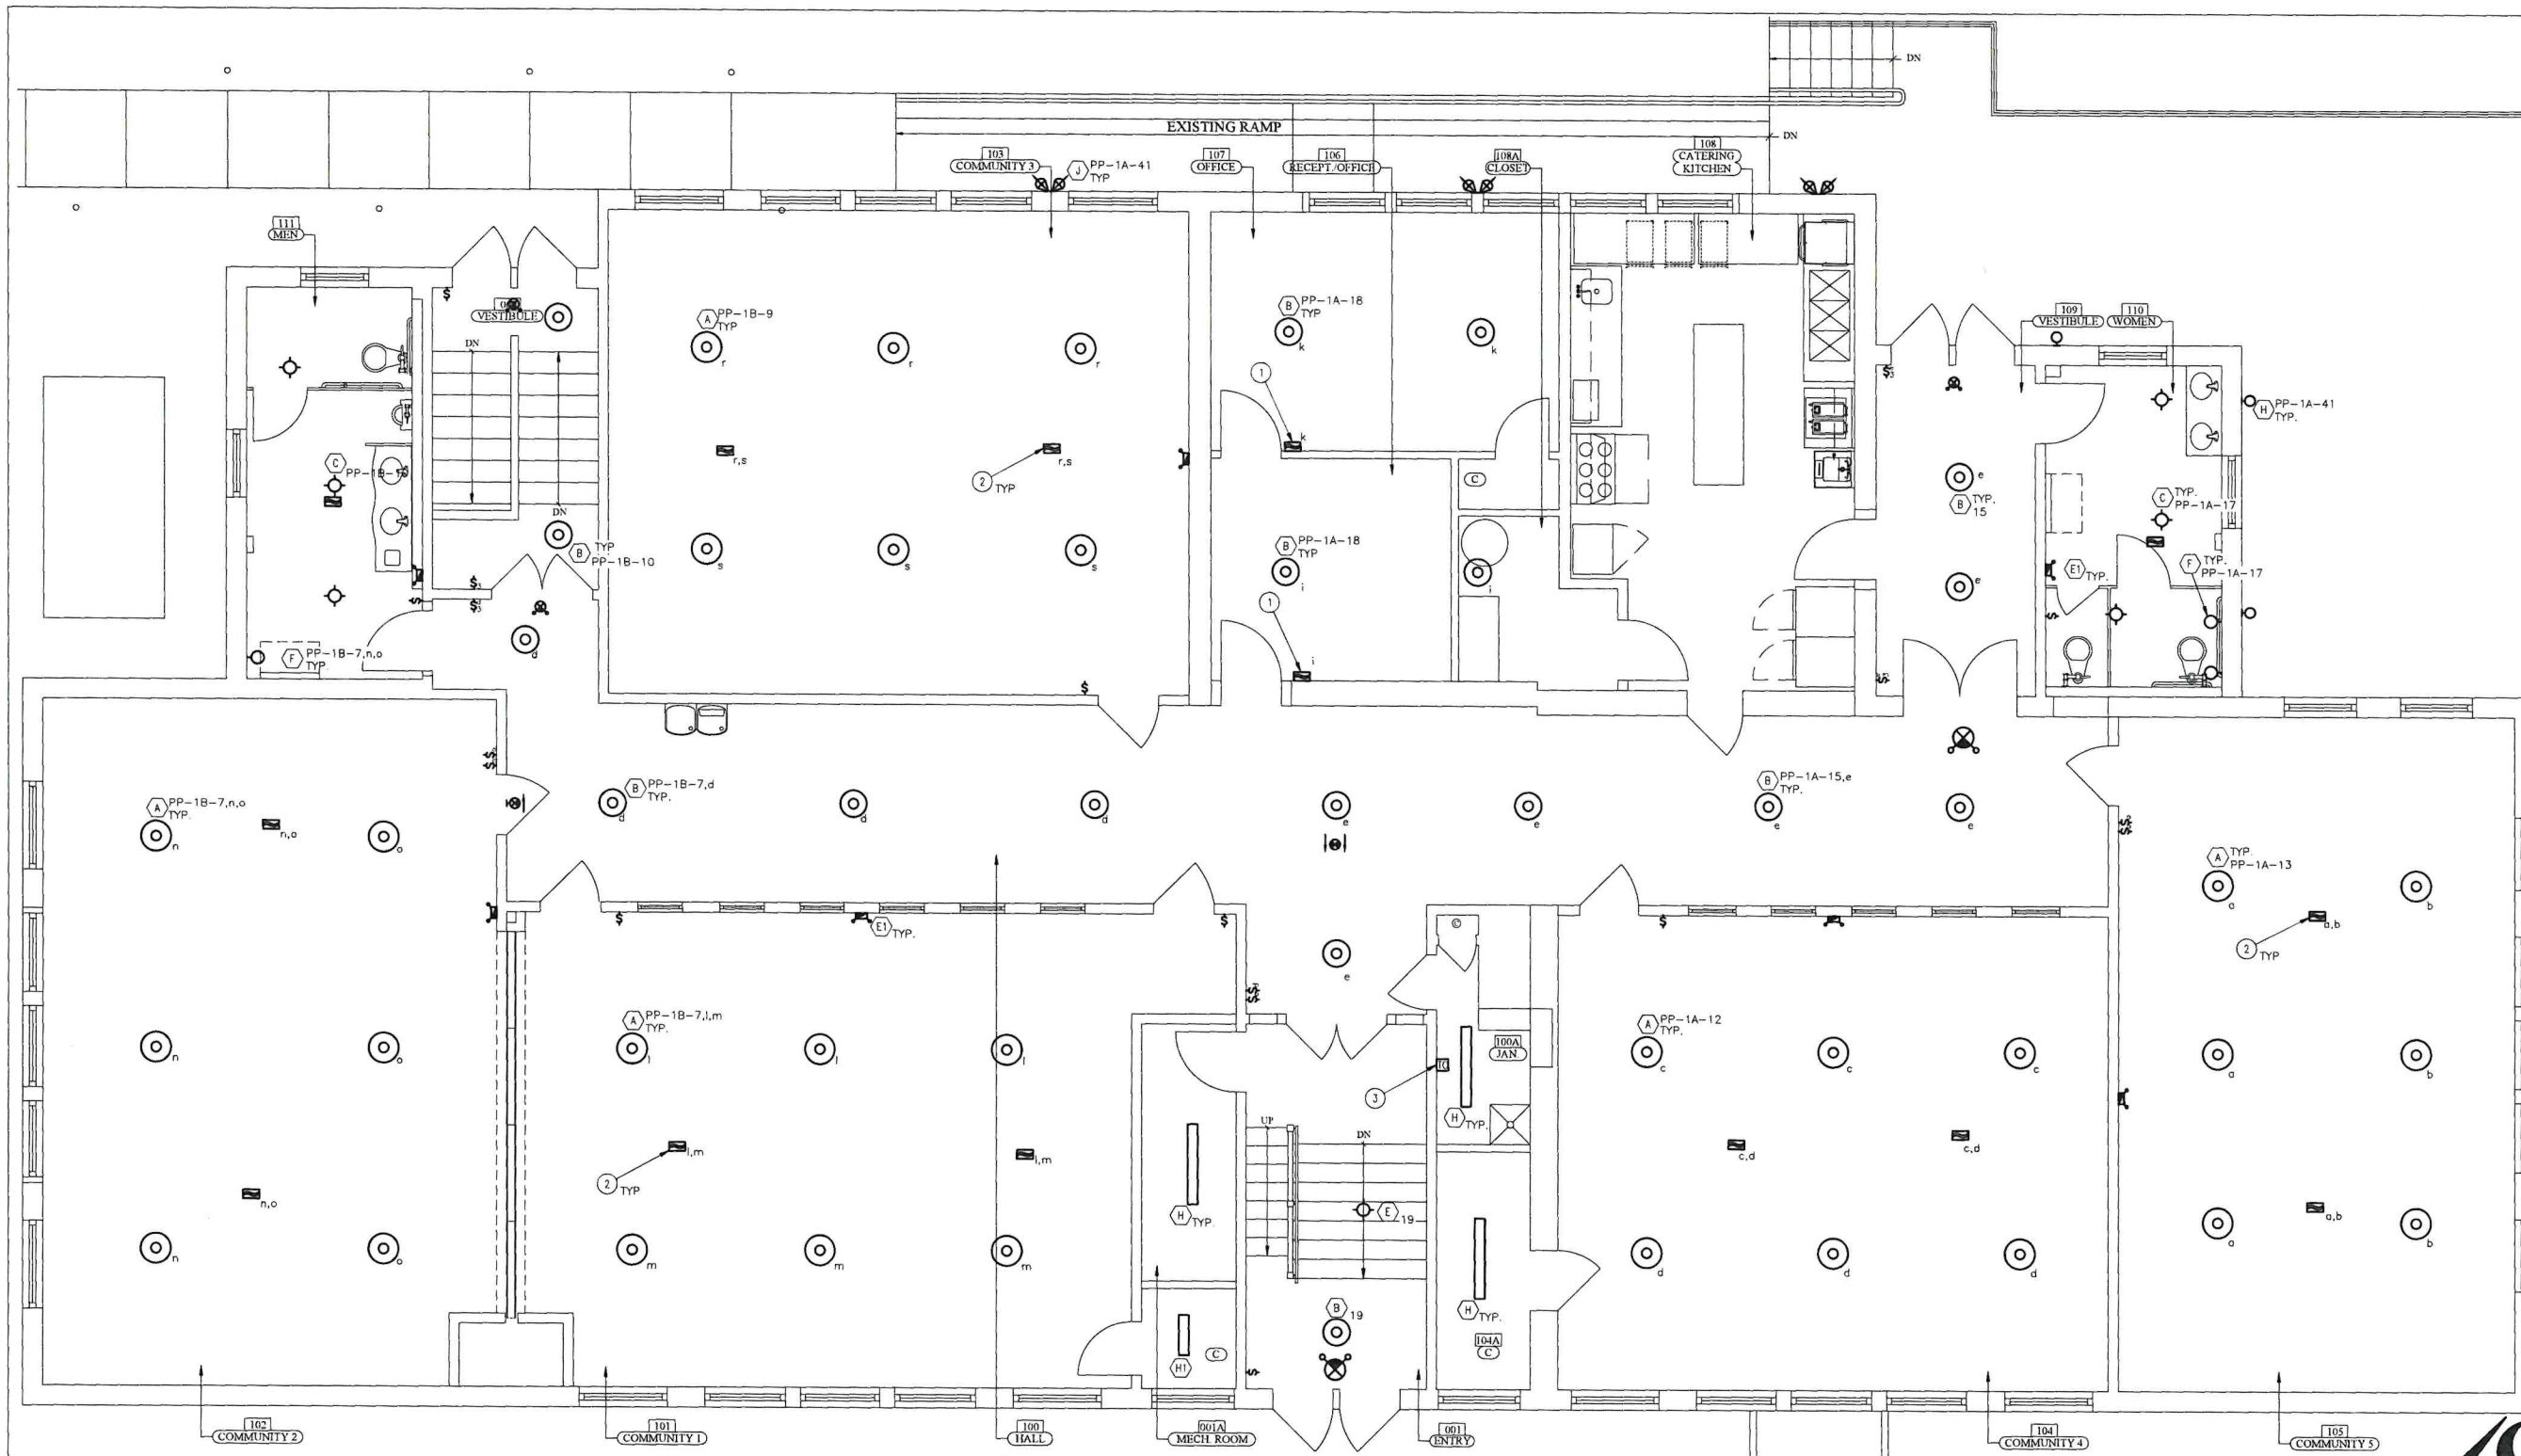 DN
EXISTING RAMP
DN
103
COMMUNITY 3
J PP-1A-41
TYP
107
OFFICE
106
RECEPT./OFFICE
108A
CLOSET
108
CATERING
KITCHEN
111
MEN
VESTIBULE
109
VESTIBULE
110
WOMEN
DN
DN
A PP-1B-9
TYP
r
r
r
B PP-1A-18
TYP
k
k
1
k
$
$3
H PP-1A-41
TYP.
C
r,s
r,s
2 TYP
C
e
B TYP.
15
C TYP.
PP-1A-17
B TYP
PP-1B-10
s
s
s
B PP-1A-18
TYP
i
i
e
E1 TYP.
F TYP.
PP-1A-17
$
$3
$3
d
1
i
F PP-1B-7,n,o
TYP.
$
$
A PP-1B-7,n,o
TYP.
n
n,o
o
B PP-1B-7,d
TYP.
d
d
d
e
e
B PP-1A-15,e
TYP.
e
e
A TYP.
PP-1A-13
a
a,b
b
2 TYP
$
E1 TYP.
$
$
e
A PP-1B-7,l,m
TYP.
n
o
l
l
l
100A
JAN.
3
H TYP.
A PP-1A-12
TYP.
c
c
c
a
b
UP
DN
2 TYP
l,m
l,m
c,d
c,d
n,o
H TYP.
E 19
a,b
n
o
m
m
m
d
d
d
a
b
H TYP.
B 19
H1
C
$
104A
C
102
COMMUNITY 2
101
COMMUNITY 1
100
HALL
001A
MECH. ROOM
001
ENTRY
104
COMMUNITY 4
105
COMMUNITY 5